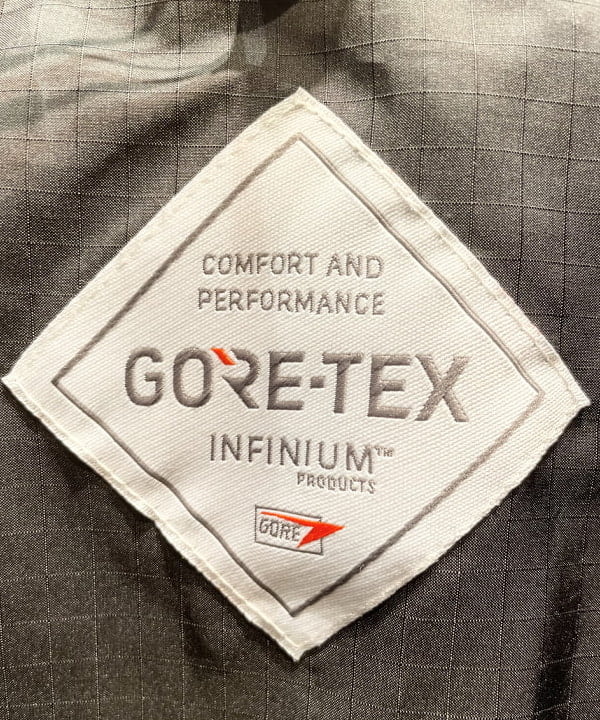 COMFORT AND
PERFORMANCE
GORE-TEX
INFINIUM™
PRODUCTS
GORE